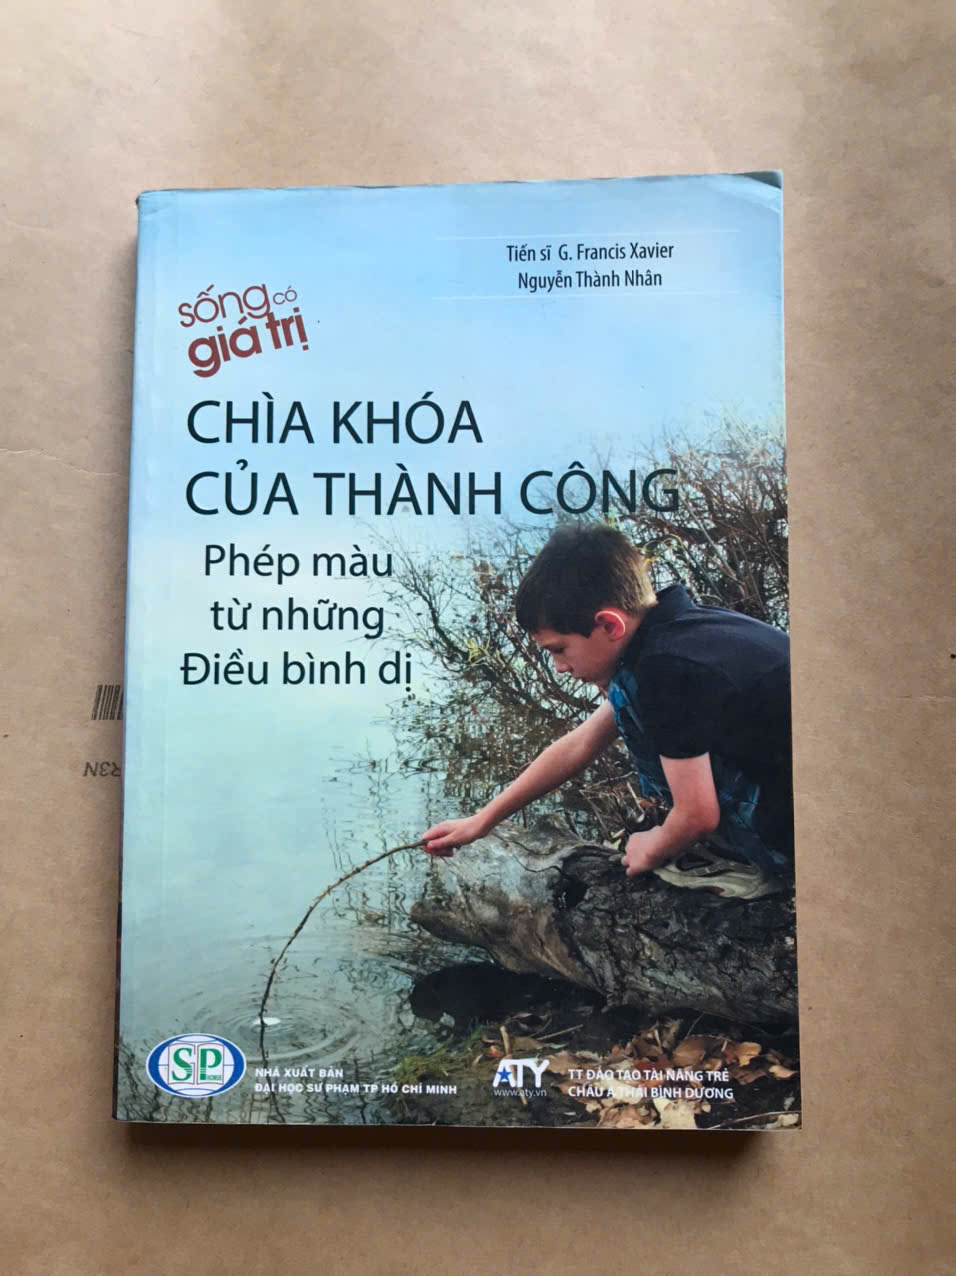 Tiến sĩ G. Francis Xavier
Nguyễn Thành Nhân
sống có
giá trị
CHÌA KHÓA
CỦA THÀNH CÔNG
Phép màu
từ những
Điều bình dị
SP
NHÀ XUẤT BẢN
ĐẠI HỌC SƯ PHẠM TP HỒ CHÍ MINH
ATY
www.aty.vn
TT ĐÀO TẠO TÀI NĂNG TRẺ
CHÂU Á THÁI BÌNH DƯƠNG
R3N